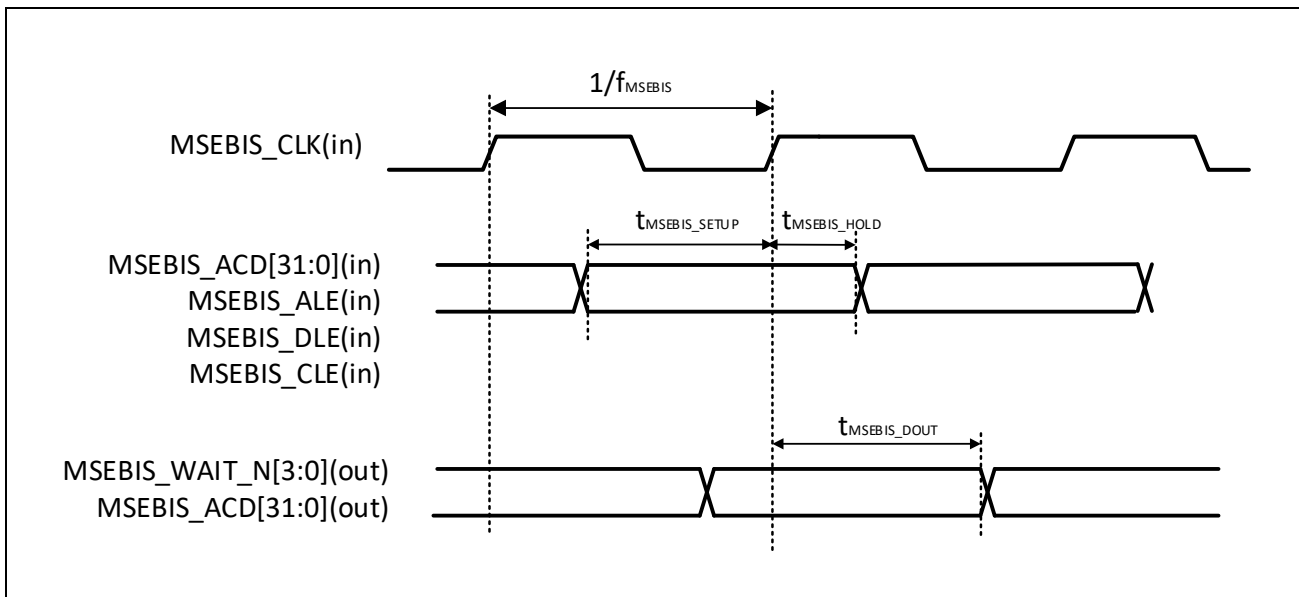 1/fMSEBIS
MSEBIS_CLK(in)
tMSEBIS_SETUP tMSEBIS_HOLD
MSEBIS_ACD[31:0](in)
MSEBIS_ALE(in)
MSEBIS_DLE(in)
MSEBIS_CLE(in)
tMSEBIS_DOUT
MSEBIS_WAIT_N[3:0](out)
MSEBIS_ACD[31:0](out)